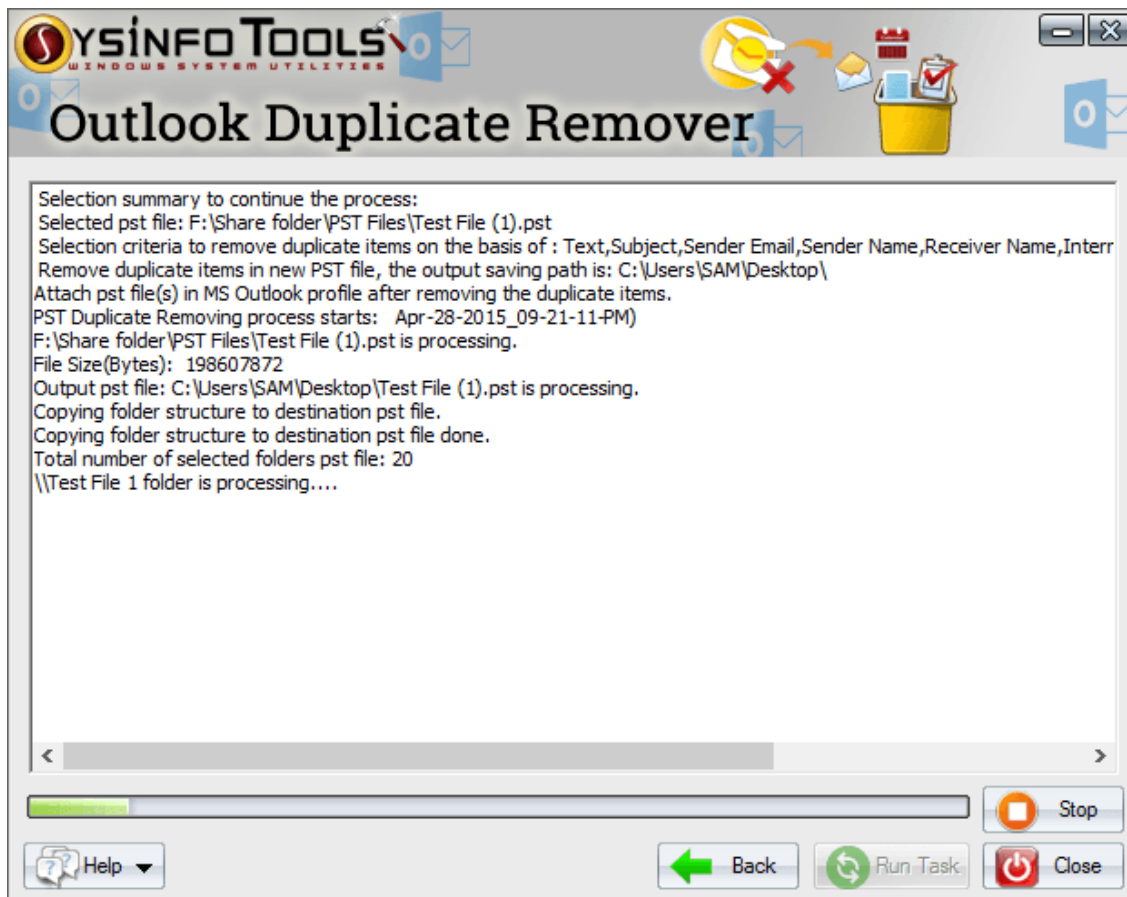 SYSINFO TOOLS
WINDOWS SYSTEM UTILITIES
Outlook Duplicate Remover
Selection summary to continue the process:
Selected pst file: F:\Share folder\PST Files\Test File (1).pst
Selection criteria to remove duplicate items on the basis of : Text,Subject,Sender Email,Sender Name,Receiver Name,Intern
Remove duplicate items in new PST file, the output saving path is: C:\Users\SAM\Desktop\
Attach pst file(s) in MS Outlook profile after removing the duplicate items.
PST Duplicate Removing process starts:   Apr-28-2015_09-21-11-PM)
F:\Share folder\PST Files\Test File (1).pst is processing.
File Size(Bytes):  198607872
Output pst file: C:\Users\SAM\Desktop\Test File (1).pst is processing.
Copying folder structure to destination pst file.
Copying folder structure to destination pst file done.
Total number of selected folders pst file: 20
\\Test File 1 folder is processing....
Stop
Help
Back
Run Task
Close